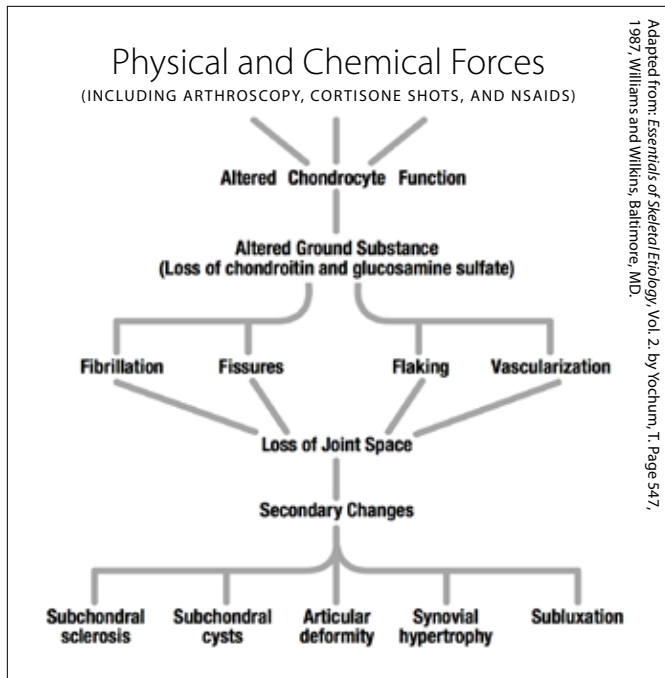 Physical and Chemical Forces
(INCLUDING ARTHROSCOPY, CORTISONE SHOTS, AND NSAIDS)
Altered Chondrocyte Function
Altered Ground Substance
(Loss of chondroitin and glucosamine sulfate)
Fibrillation Fissures Flaking Vascularization
Loss of Joint Space
Secondary Changes
Subchondral sclerosis
Subchondral cysts
Articular deformity
Synovial hypertrophy
Subluxation
Adapted from: Essentials of Skeletal Etiology, Vol. 2. by Yochum, T. Page 547,
1987, Williams and Wilkins, Baltimore, MD.